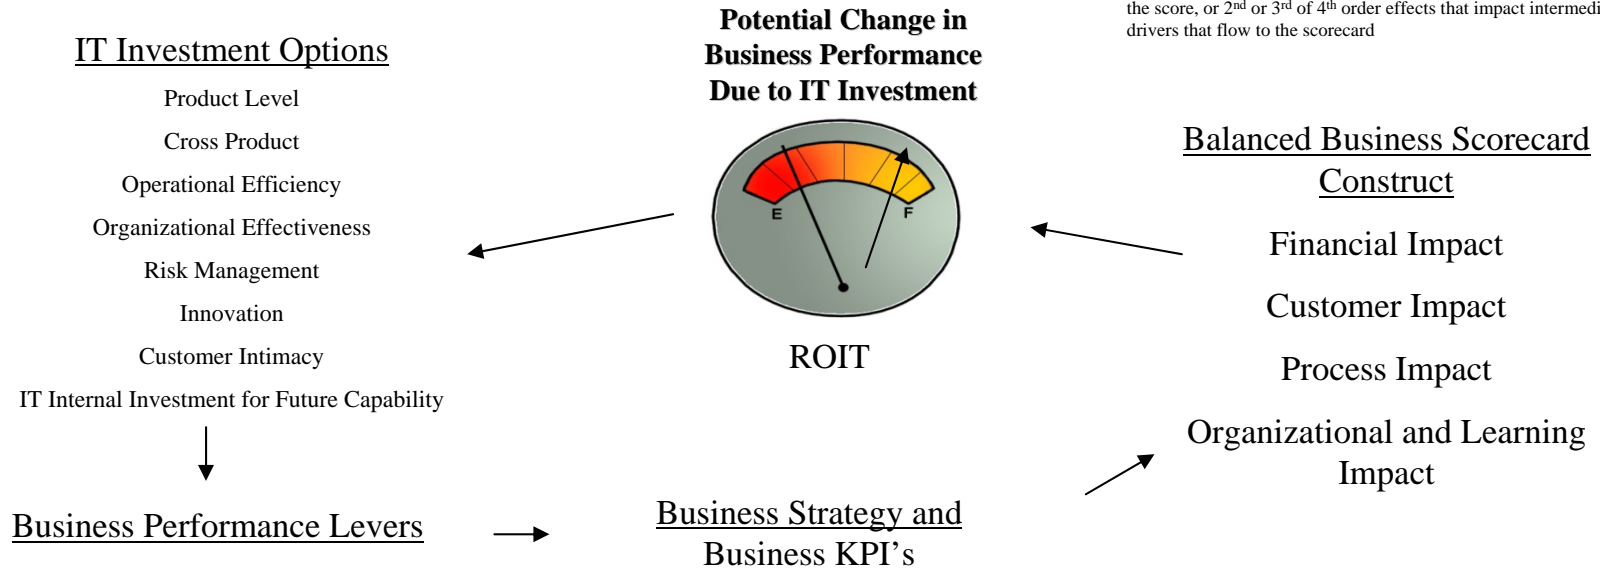 the score, or 2nd or 3rd of 4th order effects that impact
drivers that flow to the scorecard
Potential Change in
Business Performance
Due to IT Investment
IT Investment Options
Product Level
Cross Product
Operational Efficiency
Organizational Effectiveness
Risk Management
Innovation
Customer Intimacy
IT Internal Investment for Future Capability
E
F
ROIT
Balanced Business Scorecard
Construct
Financial Impact
Customer Impact
Process Impact
Organizational and Learning
Impact
Business Performance Levers
Business Strategy and
Business KPI’s